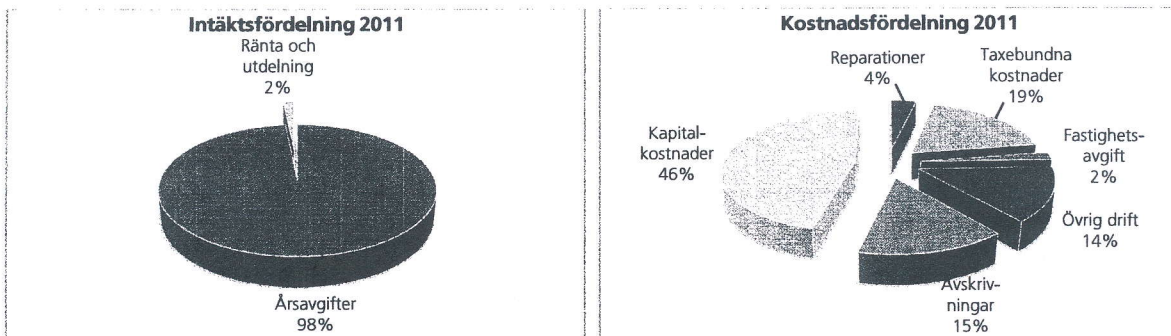 Intäktsfördelning 2011
Ränta och
utdelning
2%
Årsavgifter
98%
Kostnadsfördelning 2011
Reparationer
4%
Taxebundna
kostnader
19%
Fastighets-
avgift
2%
Övrig drift
14%
Avskriv-
ningar
15%
Kapital-
kostnader
46%